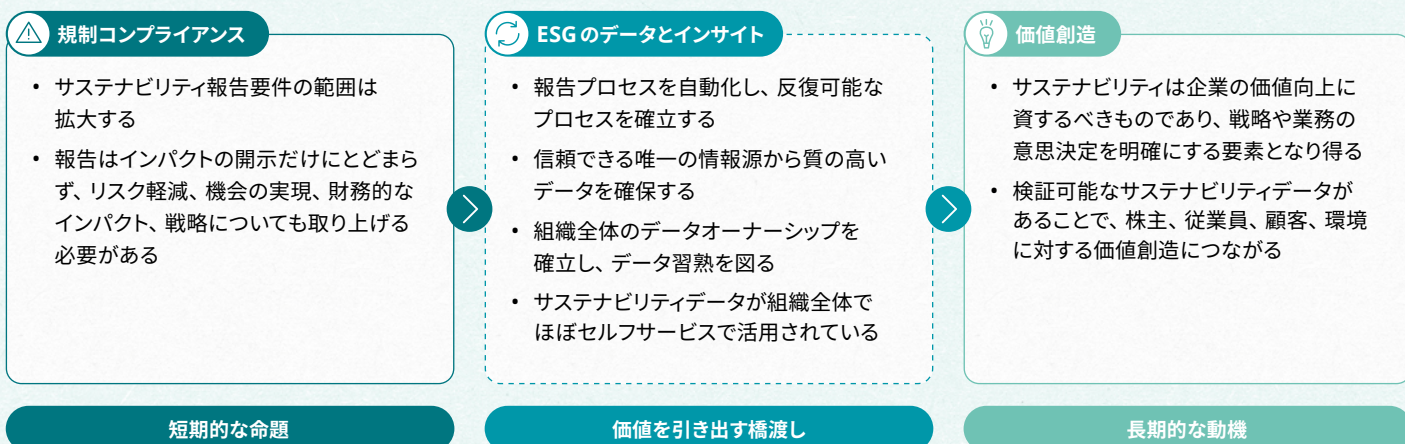 規制コンプライアンス
• サステナビリティ報告要件の範囲は
拡大する
• 報告はインパクトの開示だけにとどまら
ず、リスク軽減、機会の実現、財務的な
インパクト、戦略についても取り上げる
必要がある
短期的な命題
ESGのデータとインサイト
• 報告プロセスを自動化し、反復可能な
プロセスを確立する
• 信頼できる唯一の情報源から質の高い
データを確保する
• 組織全体のデータオーナーシップを
確立し、データ習熟を図る
• サステナビリティデータが組織全体で
ほぼセルフサービスで活用されている
価値を引き出す橋渡し
価値創造
• サステナビリティは企業の価値向上に
資するべきものであり、戦略や業務の
意思決定を明確にする要素となり得る
• 検証可能なサステナビリティデータが
あることで、株主、従業員、顧客、環境
に対する価値創造につながる
長期的な動機